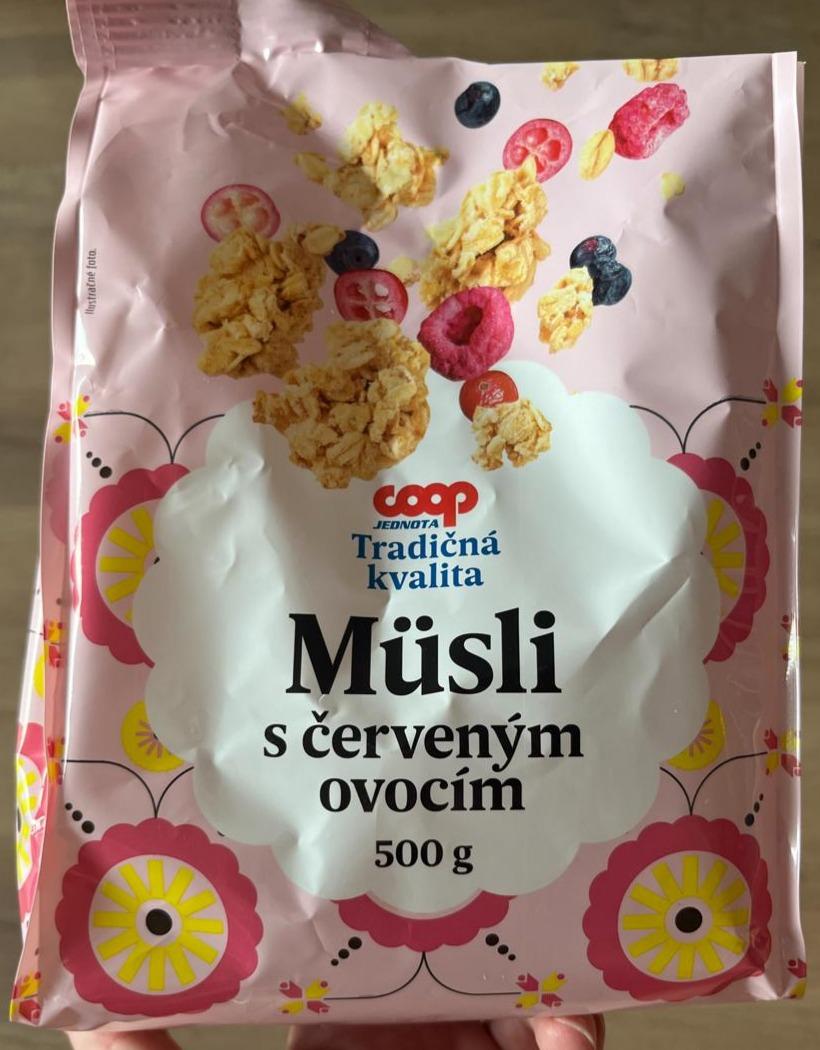 Ilustračné foto.
coop
JEDNOTA
Tradičná
kvalita
Müsli
s červeným
ovocím
500 g